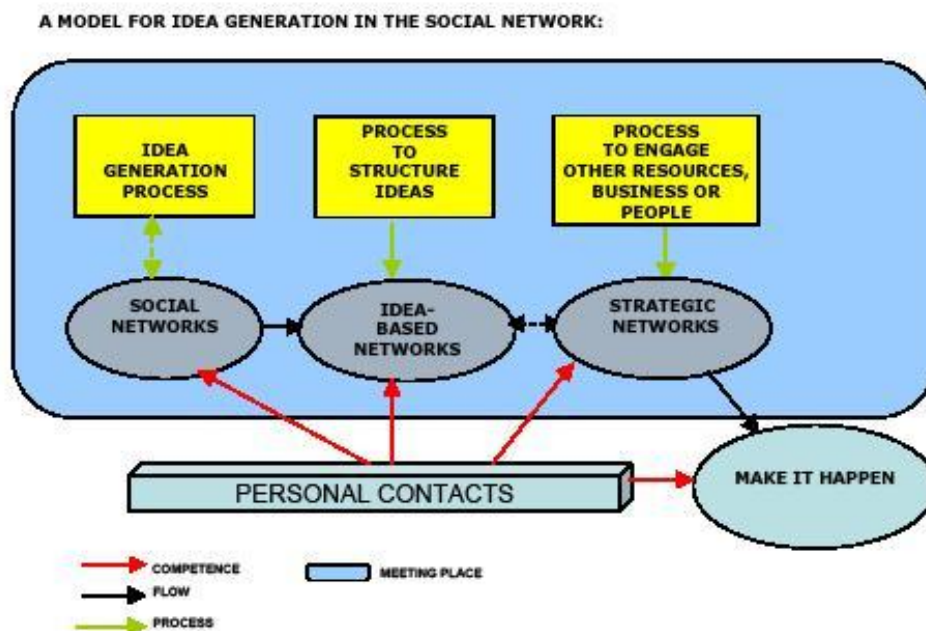 A MODEL FOR IDEA GENERATION IN THE SOCIAL NETWORK:
IDEA
GENERATION
PROCESS
PROCESS
TO
STRUCTURE
IDEAS
PROCESS
TO ENGAGE
OTHER RESOURCES,
BUSINESS OR
PEOPLE
SOCIAL
NETWORKS
IDEA-
BASED
NETWORKS
STRATEGIC
NETWORKS
PERSONAL CONTACTS
MAKE IT HAPPEN
COMPETENCE
MEETING PLACE
FLOW
PROCESS